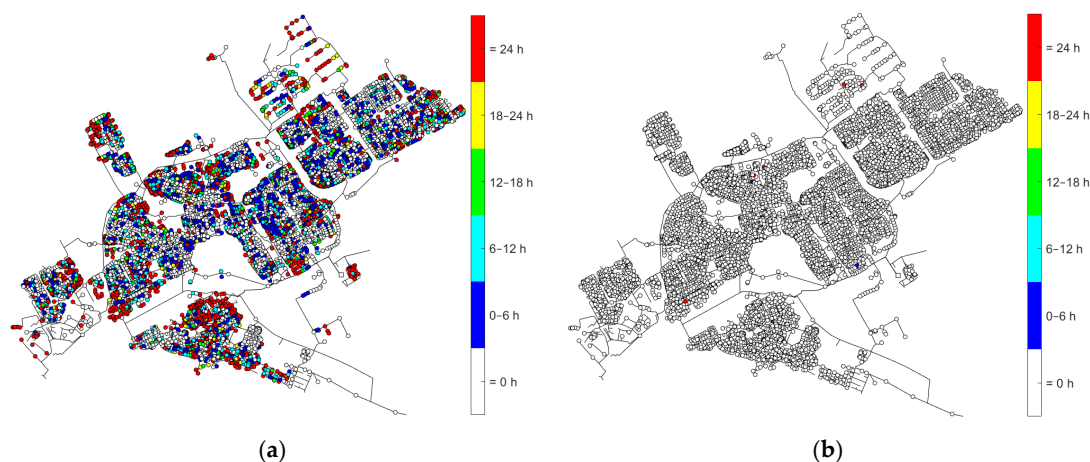 = 24 h
18–24 h
12–18 h
6–12 h
0–6 h
= 0 h
(a)
= 24 h
18–24 h
12–18 h
6–12 h
0–6 h
= 0 h
(b)